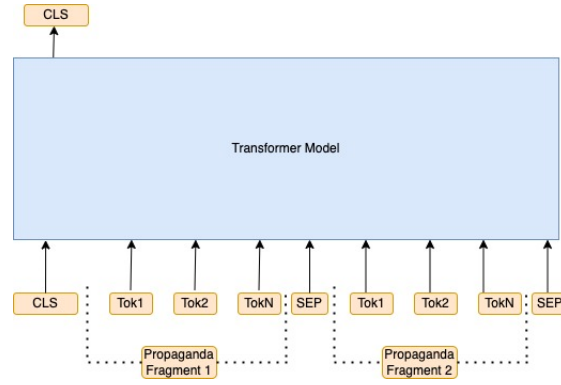 CLS
Transformer Model
CLS Tok1 Tok2 TokN SEP Tok1 Tok2 TokN SEP
Propaganda
Fragment 1
Propaganda
Fragment 2